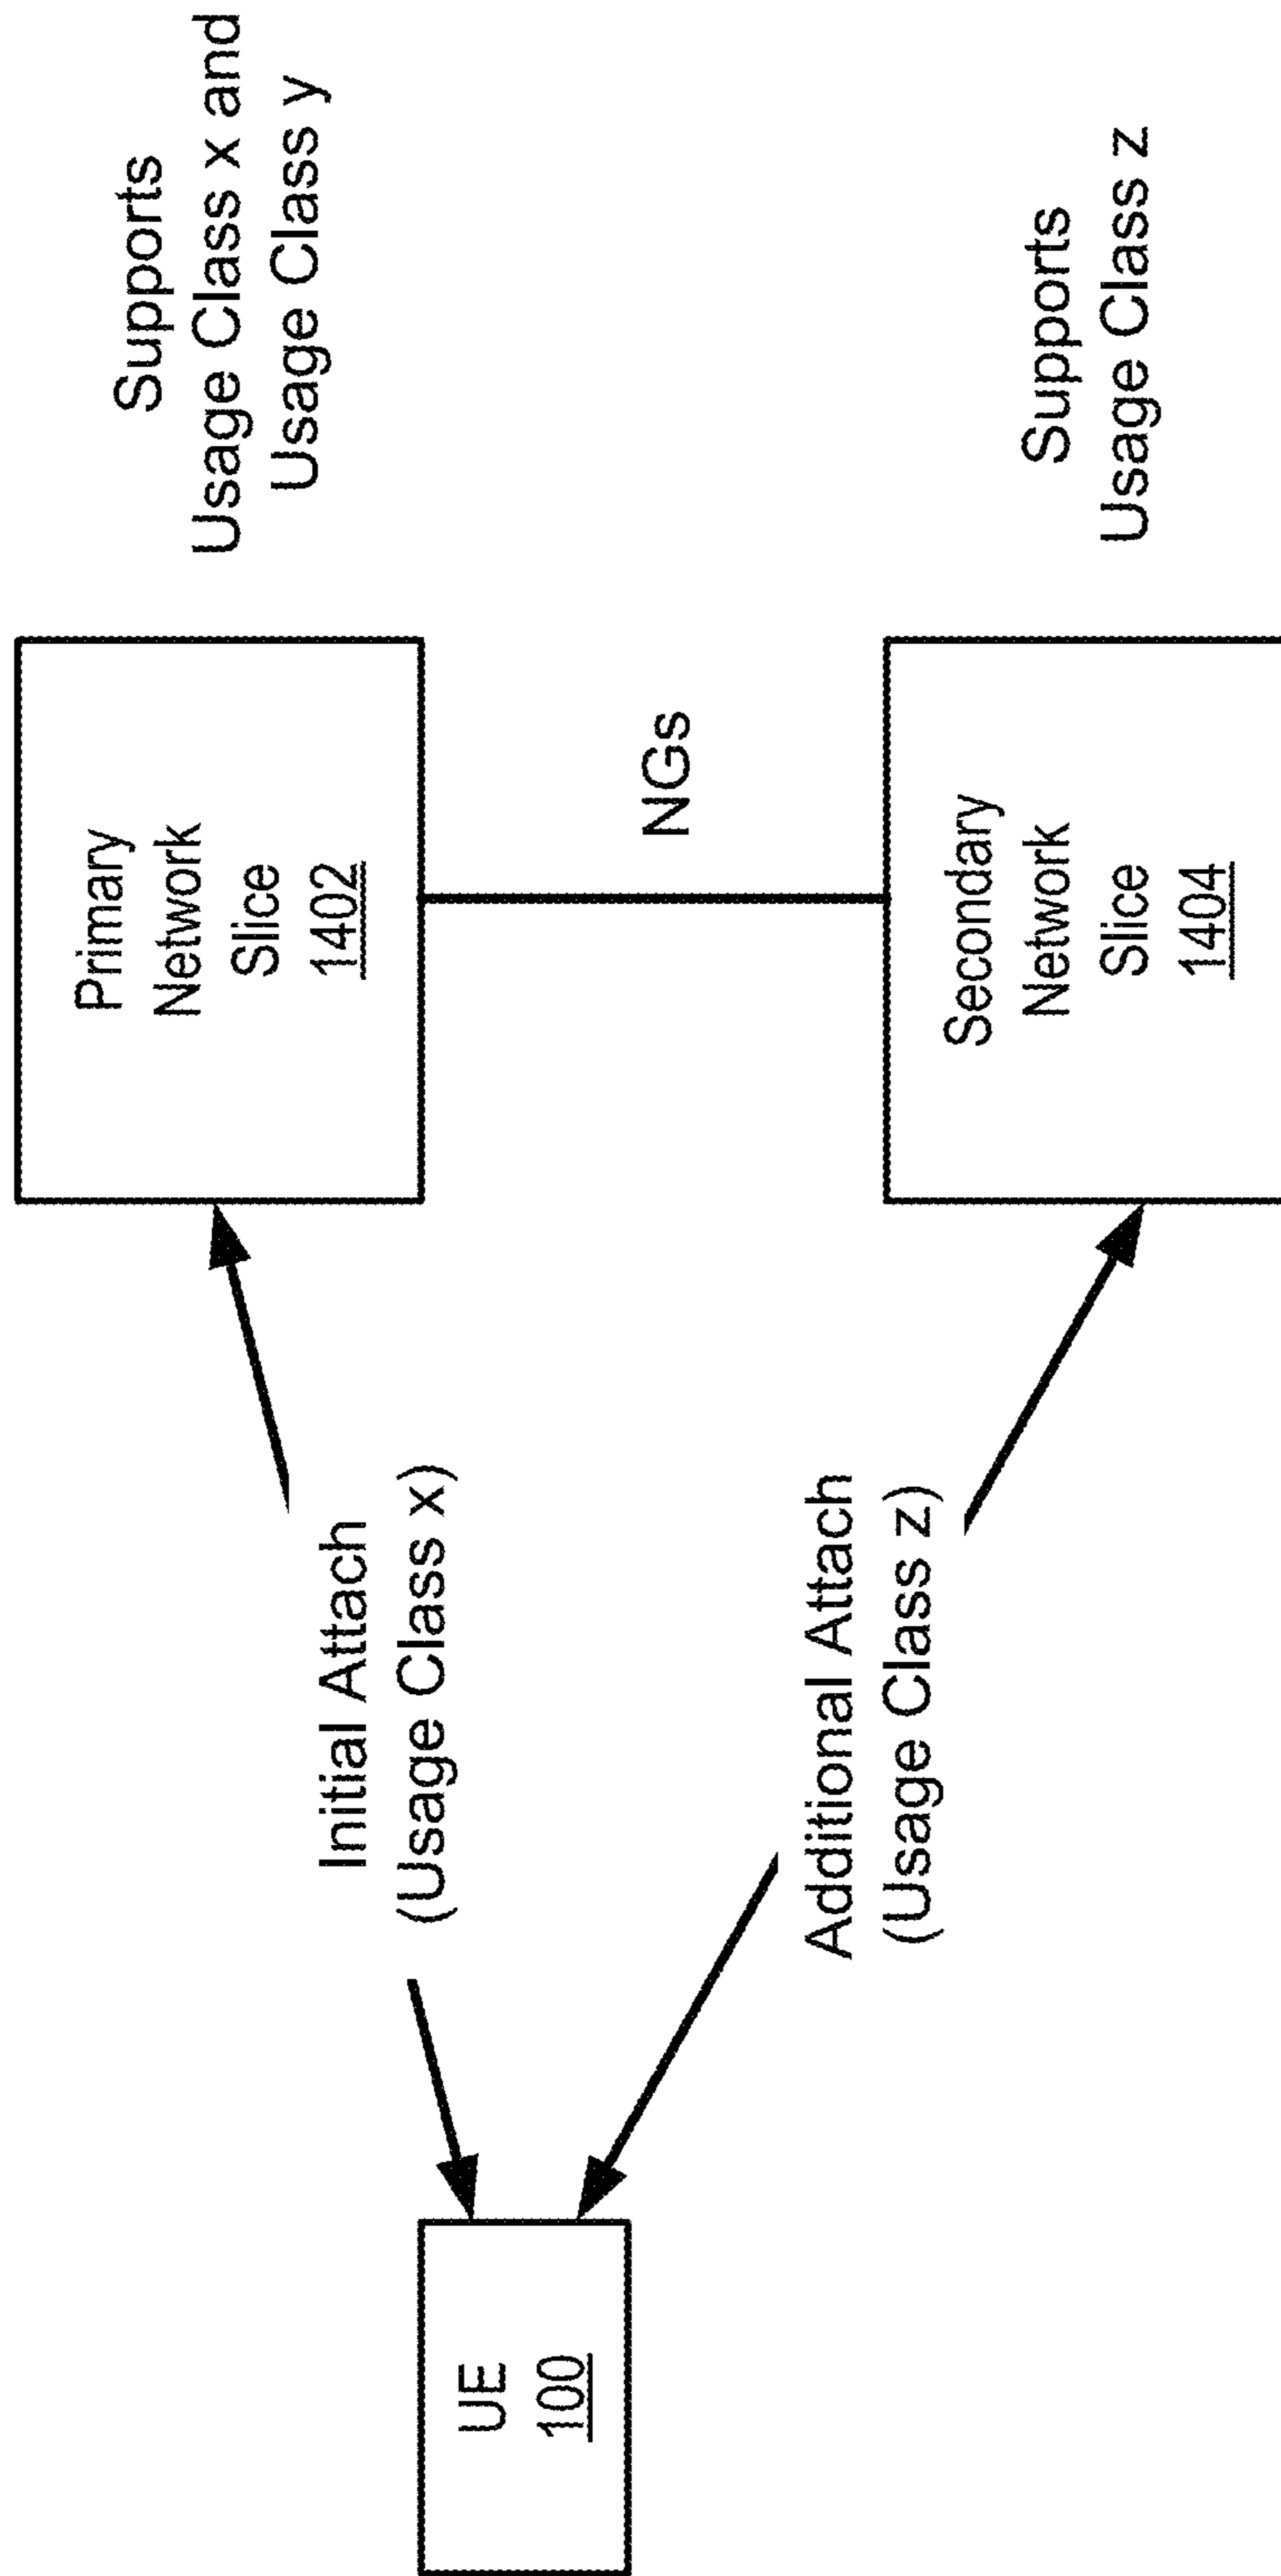 UE
100
Initial Attach
(Usage Class x)
Additional Attach
(Usage Class z)
Primary
Network
Slice
1402
NGs
Secondary
Network
Slice
1404
Supports
Usage Class x and
Usage Class y
Supports
Usage Class z